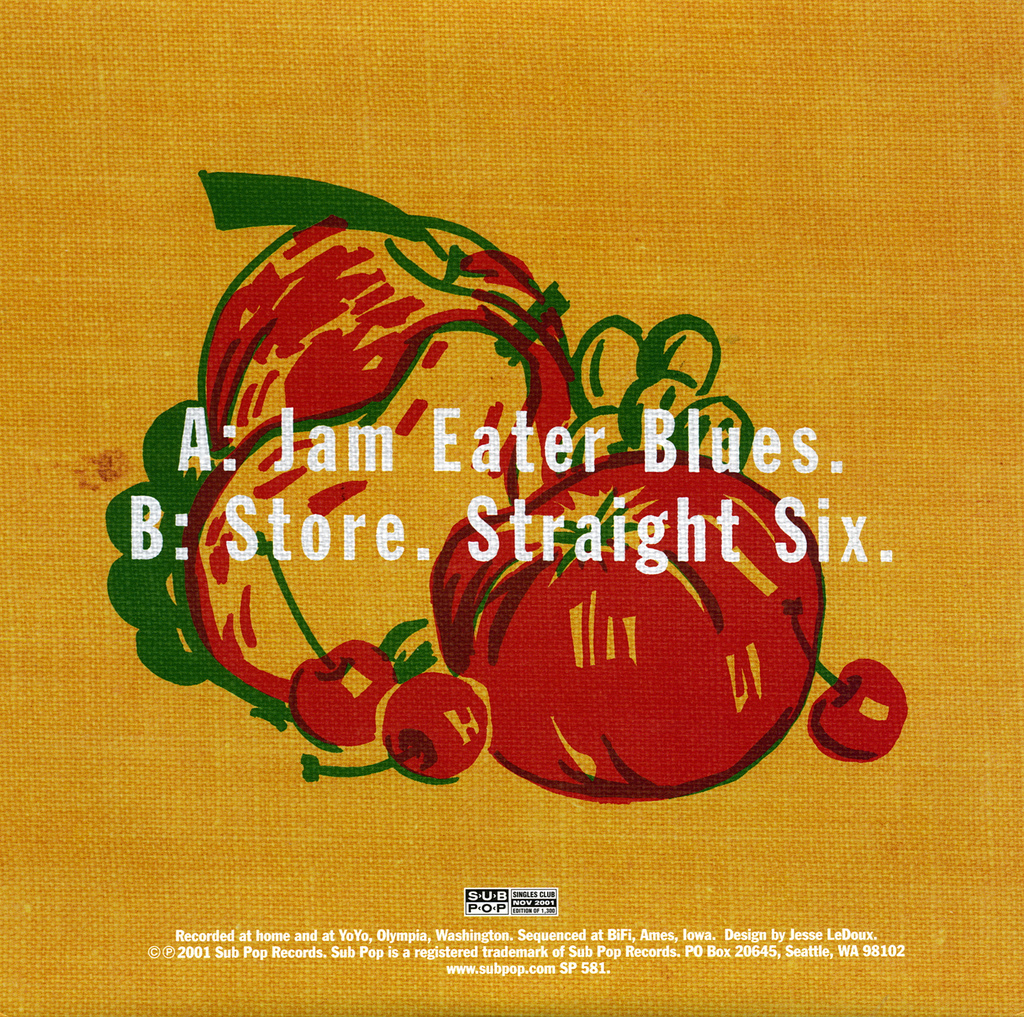 A: Jam Eater Blues.
B: Store. Straight Six.
SUB POP
SINGLES CLUB
NOV 2001
EDITION OF 1,300
Recorded at home and at YoYo, Olympia, Washington. Sequenced at BiFi, Ames, Iowa. Design by Jesse LeDoux.
©℗ 2001 Sub Pop Records. Sub Pop is a registered trademark of Sub Pop Records. PO Box 20645, Seattle, WA 98102
www.subpop.com SP 581.